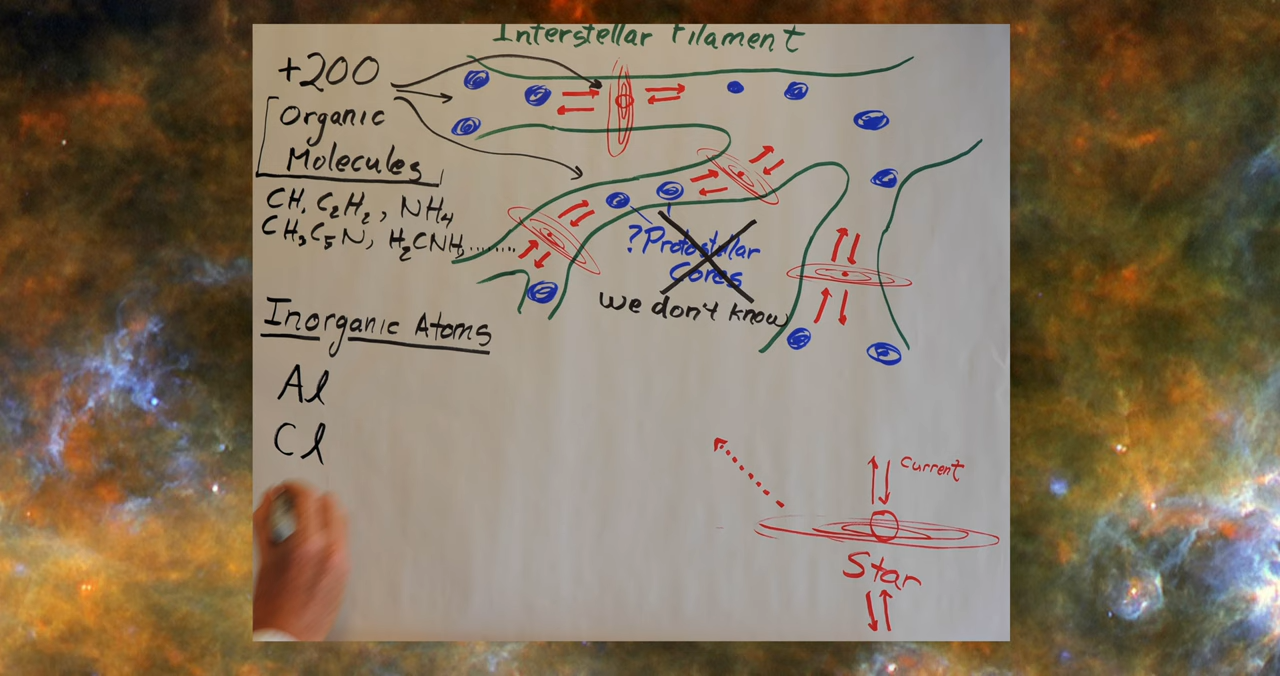 Interstellar Filament
+200
Organic
Molecules
CH, C₂H₂, NH₄
CH₃C₅N, H₂CNH, ........
?Protostellar
Cores
we don't know
Inorganic Atoms
Al
Cl
Current
Star